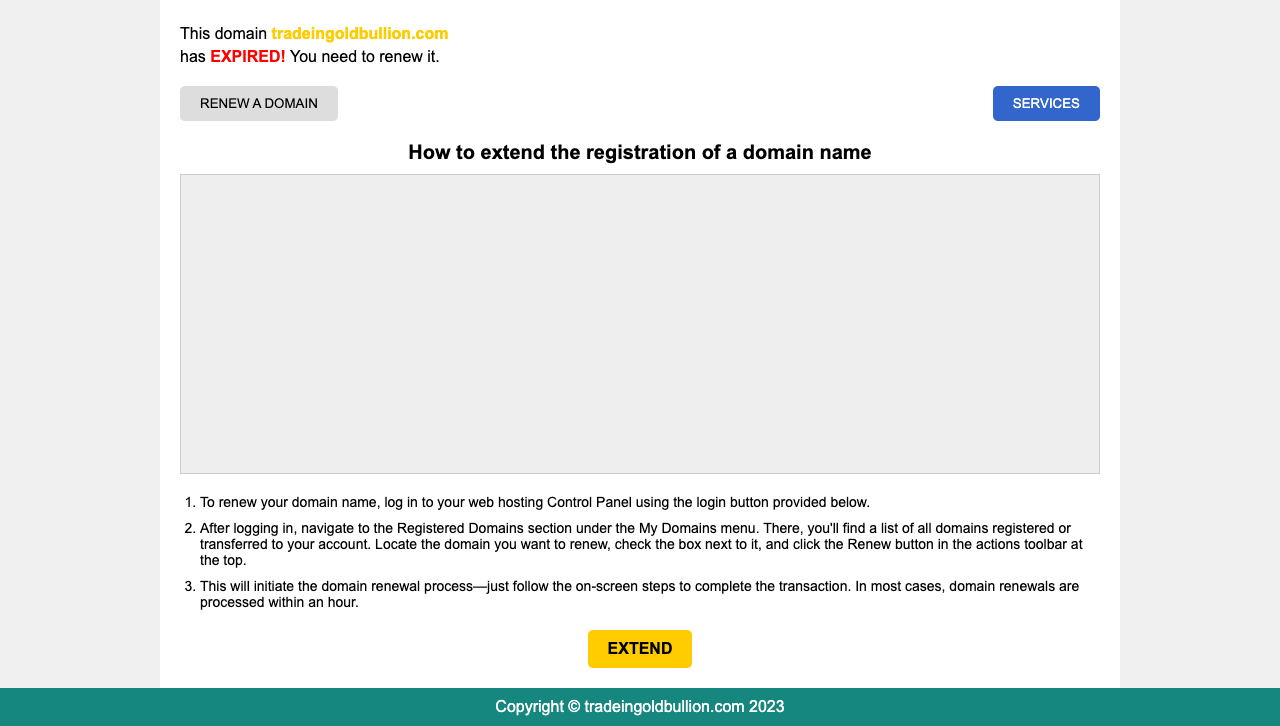 This domain tradeingoldbullion.com
has EXPIRED! You need to renew it.
RENEW A DOMAIN
SERVICES
How to extend the registration of a domain name
1. To renew your domain name, log in to your web hosting Control Panel using the login button provided below.
2. After logging in, navigate to the Registered Domains section under the My Domains menu. There, you'll find a list of all domains registered or
transferred to your account. Locate the domain you want to renew, check the box next to it, and click the Renew button in the actions toolbar at
the top.
3. This will initiate the domain renewal process—just follow the on-screen steps to complete the transaction. In most cases, domain renewals are
processed within an hour.
EXTEND
Copyright © tradeingoldbullion.com 2023